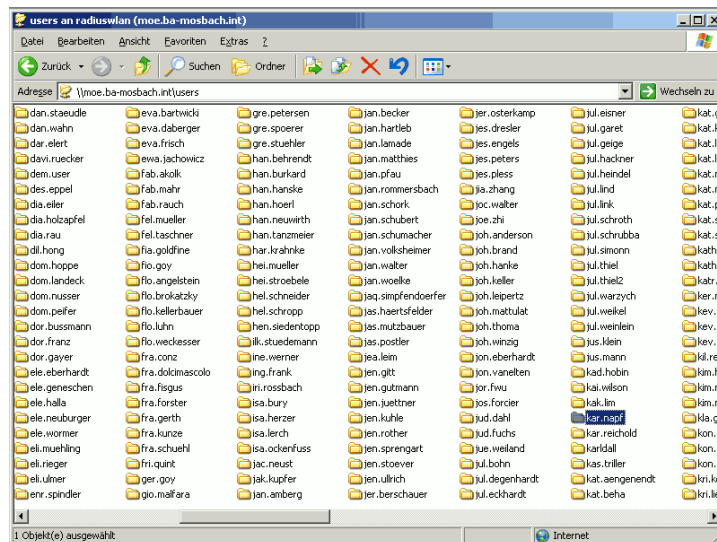 users an radiuswlan (moe.ba-mosbach.int)
Datei Bearbeiten Ansicht Favoriten Extras ?
Zurück Suchen Ordner
Adresse \\moe.ba-mosbach.int\users Wechseln zu
dan.staeudle
dan.wahn
dar.elert
davi.ruecker
dem.user
des.eppel
dia.eiler
dia.holzapfel
dia.rau
dil.hong
dom.hoppe
dom.landeck
dom.nusser
dom.peifer
dor.bussmann
dor.franz
dor.gayer
ele.eberhardt
ele.geneschen
ele.halla
ele.neuburger
ele.wormer
eli.muehling
eli.rieger
eli.ulmer
enr.spindler
eva.bartwicki
eva.daberger
eva.frisch
ewa.jachowicz
fab.akolk
fab.mahr
fab.rauch
fel.mueller
fel.taschner
fia.goldfine
fio.goy
flo.angelstein
flo.brokatzky
flo.kellerbauer
flo.luhn
flo.weckesser
fra.conz
fra.dolcimascolo
fra.fisgus
fra.forster
fra.gerth
fra.kunze
fra.schuehl
fri.quint
ger.goy
gio.malfara
gre.petersen
gre.spoerer
gre.stuehler
han.behrendt
han.burkard
han.hanske
han.hoerl
han.neuwirth
han.tanzmeier
har.krahnke
hei.mueller
hei.stroebele
hel.schneider
hel.schropp
hen.siedentopp
ilk.stuedemann
ine.werner
ing.frank
iri.rossbach
isa.bury
isa.herzer
isa.lerch
isa.ockenfuss
jac.neust
jak.kupfer
jan.amberg
jan.becker
jan.hartleb
jan.lamade
jan.matthies
jan.pfau
jan.rommersbach
jan.schork
jan.schubert
jan.schumacher
jan.volksheimer
jan.walter
jan.woelke
jaq.simpfendoerfer
jas.haertsfelder
jas.mutzbauer
jas.postler
jea.leim
jen.gitt
jen.gutmann
jen.juettner
jen.kuhle
jen.rother
jen.sprengart
jen.stoever
jen.ullrich
jer.berschauer
jer.osterkamp
jes.dresler
jes.engels
jes.peters
jes.pless
jia.zhang
joc.walter
joe.zhi
joh.anderson
joh.brand
joh.hanke
joh.keller
joh.leipertz
joh.mattulat
joh.thoma
joh.winzig
jon.eberhardt
jon.vanelten
jor.fwu
jos.forcier
jud.dahl
jud.fuchs
jue.weiland
jul.bohn
jul.degenhardt
jul.eckhardt
jul.eisner
jul.garet
jul.geige
jul.hackner
jul.heindel
jul.lind
jul.link
jul.schroth
jul.schrubba
jul.simonn
jul.thiel
jul.thiel2
jul.warzych
jul.weikel
jul.weinlein
jus.klein
jus.mann
kad.hobin
kai.wilson
kak.lim
kar.napf
kar.reichold
karldall
kas.triller
kat.aengenendt
kat.beha
1 Objekt(e) ausgewählt Internet